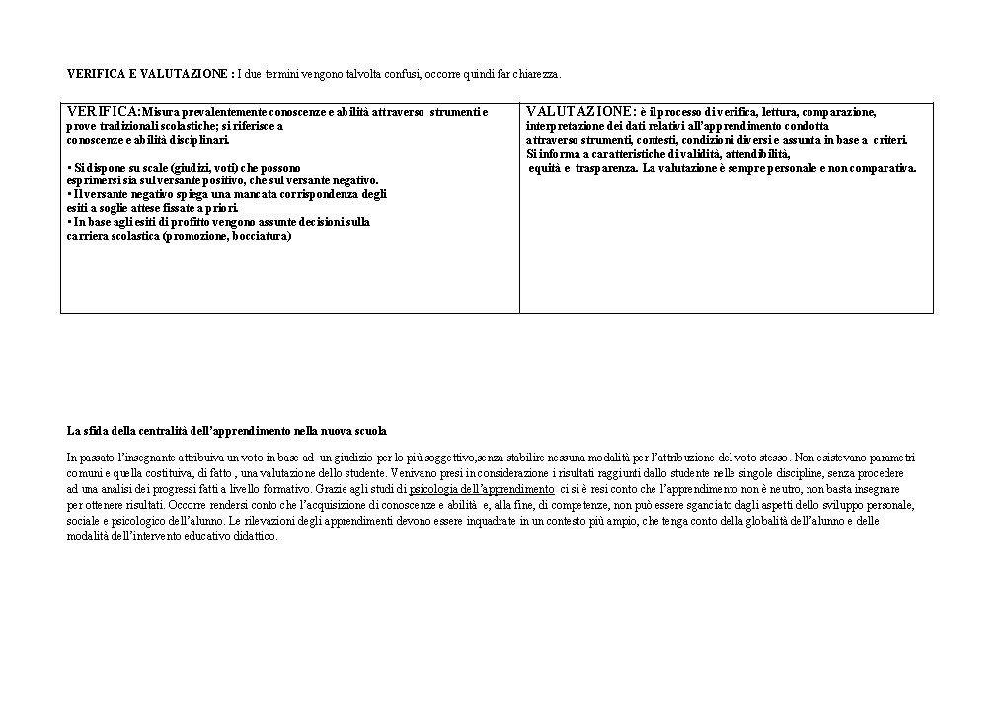 VERIFICA E VALUTAZIONE : I due termini vengono talvolta confusi, occorre quindi far chiarezza.
VERIFICA:Misura prevalentemente conoscenze e abilità attraverso strumenti e
prove tradizionali scolastiche; si riferisce a
conoscenze e abilità disciplinari.
• Si dispone su scale (giudizi, voti) che possono
esprimersi sia sul versante positivo, che sul versante negativo.
• Il versante negativo spiega una mancata corrispondenza degli
esiti a soglie attese fissate a priori.
• In base agli esiti di profitto vengono assunte decisioni sulla
carriera scolastica (promozione, bocciatura)
VALUTAZIONE: è il processo di verifica, lettura, comparazione,
interpretazione dei dati relativi all'apprendimento condotta
attraverso strumenti, contesti, condizioni diversi e assunta in base a criteri.
Si informa a caratteristiche di validità, attendibilità,
equità e trasparenza. La valutazione è sempre personale e non comparativa.
La sfida della centralità dell'apprendimento nella nuova scuola
In passato l'insegnante attribuiva un voto in base ad un giudizio per lo più soggettivo,senza stabilire nessuna modalità per l'attribuzione del voto stesso. Non esistevano parametri
comuni e quella costituiva, di fatto , una valutazione dello studente. Venivano presi in considerazione i risultati raggiunti dallo studente nelle singole discipline, senza procedere
ad una analisi dei progressi fatti a livello formativo. Grazie agli studi di psicologia dell'apprendimento ci si è resi conto che l'apprendimento non è neutro, non basta insegnare
per ottenere risultati. Occorre rendersi conto che l'acquisizione di conoscenze e abilità e, alla fine, di competenze, non può essere sganciato dagli aspetti dello sviluppo personale,
sociale e psicologico dell'alunno. Le rilevazioni degli apprendimenti devono essere inquadrate in un contesto più ampio, che tenga conto della globalità dell'alunno e delle
modalità dell'intervento educativo didattico.